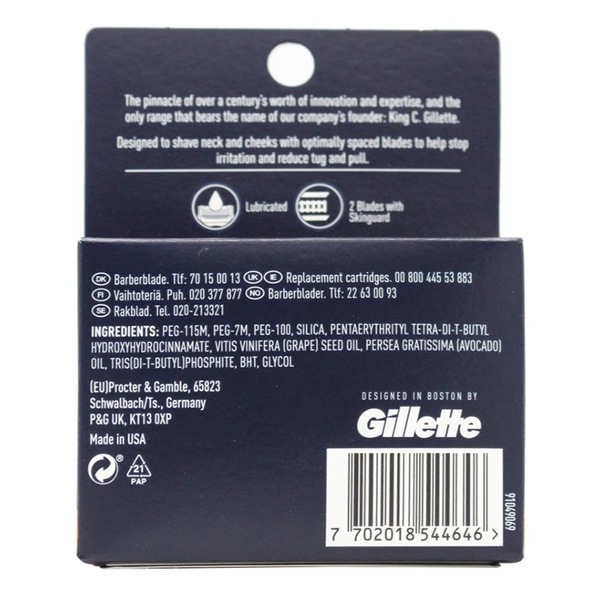 The pinnacle of over a century's worth of innovation and expertise, and the
only range that bears the name of our company's founder: King C. Gillette.
Designed to shave neck and cheeks with optimally spaced blades to help stop
irritation and reduce tug and pull.
Lubricated
2 Blades with
Skinguard
DK Barberblade. Tlf: 70 15 00 13 UK IE Replacement cartridges. 00 800 445 53 883
FI Vaihtoteriä. Puh. 020 377 877 NO Barberblader. Tlf: 22 63 00 93
SE Rakblad. Tel. 020-213321
INGREDIENTS: PEG-115M, PEG-7M, PEG-100, SILICA, PENTAERYTHRITYL TETRA-DI-T-BUTYL
HYDROXYHYDROCINNAMATE, VITIS VINIFERA (GRAPE) SEED OIL, PERSEA GRATISSIMA (AVOCADO)
OIL, TRIS(DI-T-BUTYL)PHOSPHITE, BHT, GLYCOL
(EU)Procter & Gamble, 65823
Schwalbach/Ts., Germany
P&G UK, KT13 0XP
Made in USA
®
21
PAP
DESIGNED IN BOSTON BY
Gillette
91049069
7 702018 544646 >